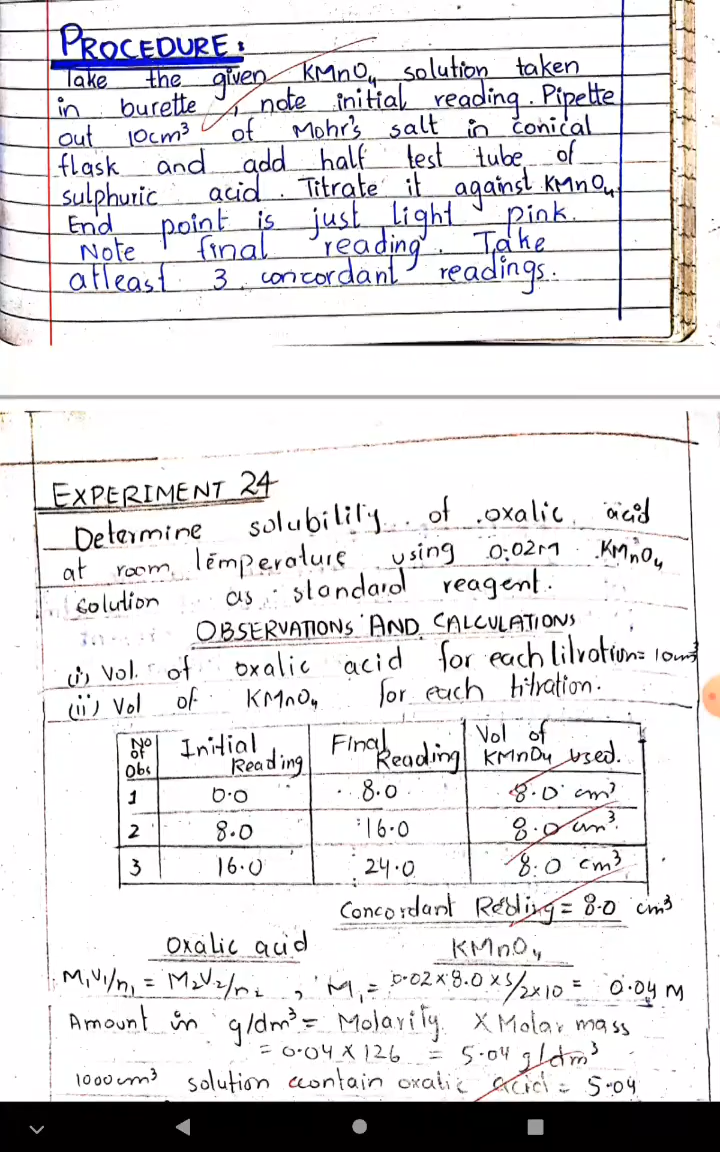 PROCEDURE:
Take the given KMnO₄ solution taken
in burette, note initial reading. Pipette
out 10cm³ of Mohr's salt in conical
flask and add half test tube of
sulphuric acid. Titrate it against KMnO₄.
End point is just light pink.
Note final reading. Take
atleast 3 concordant readings.
EXPERIMENT 24
Determine solubility of oxalic acid
at room temperature using 0.02M KMnO₄
solution as standard reagent.
OBSERVATIONS AND CALCULATIONS
(i) Vol. of oxalic acid for each titration = 10cm³
(ii) Vol of KMnO₄ for each titration.
No of Obs Initial Reading Final Reading Vol of KMnO4 used.
1 0.0 8.0 8.0 cm³
2 8.0 16.0 8.0 cm³.
3 16.0 24.0 8.0 cm³
Concordant Reading = 8.0 cm³
Oxalic acid KMnO₄
M₁V₁/n₁ = M₂V₂/n₂ , M₁ = 0.02 x 8.0 x 5/2x10 = 0.04 M
Amount in g/dm³ = Molarity X Molar mass
= 0.04 X 126 = 5.04 g/dm³
1000cm³ solution contain oxalic acid = 5.04